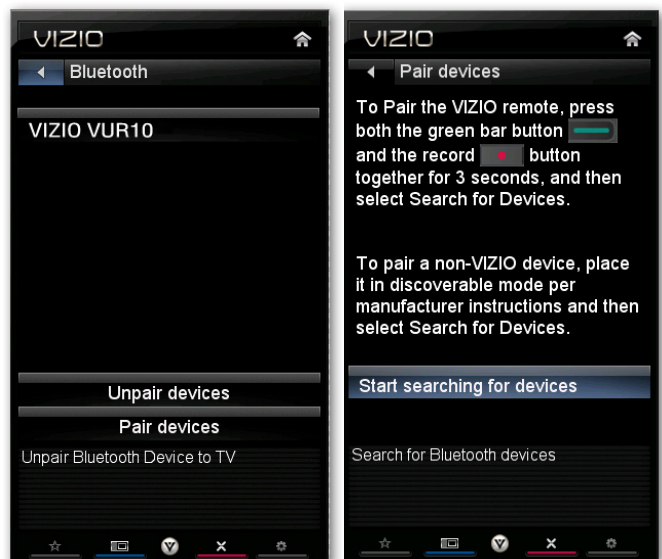 VIZIO
Bluetooth
VIZIO VUR10
Unpair devices
Pair devices
Unpair Bluetooth Device to TV
VIZIO
Pair devices
To Pair the VIZIO remote, press
both the green bar button
and the record button
together for 3 seconds, and then
select Search for Devices.
To pair a non-VIZIO device, place
it in discoverable mode per
manufacturer instructions and then
select Search for Devices.
Start searching for devices
Search for Bluetooth devices